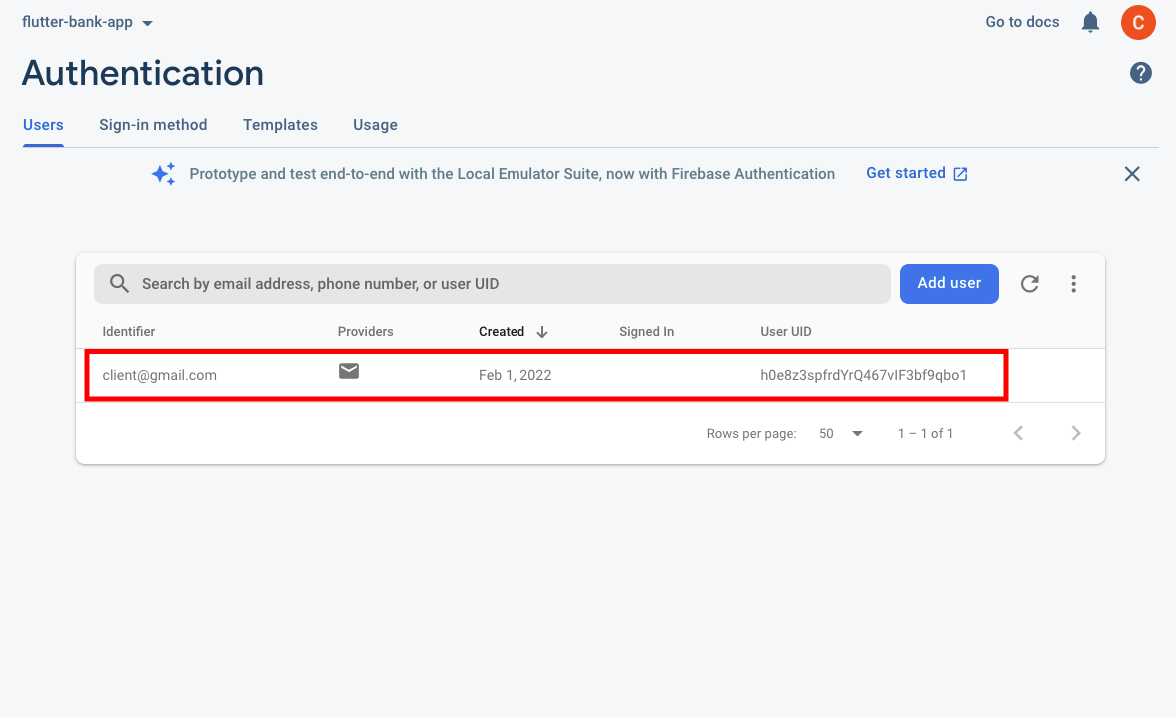 flutter-bank-app Go to docs C
Authentication ?
Users Sign-in method Templates Usage
Prototype and test end-to-end with the Local Emulator Suite, now with Firebase Authentication Get started
Search by email address, phone number, or user UID Add user
Identifier Providers Created Signed In User UID
client@gmail.com Feb 1, 2022 h0e8z3spfrdYrQ467vIF3bf9qbo1
Rows per page: 50 1 – 1 of 1